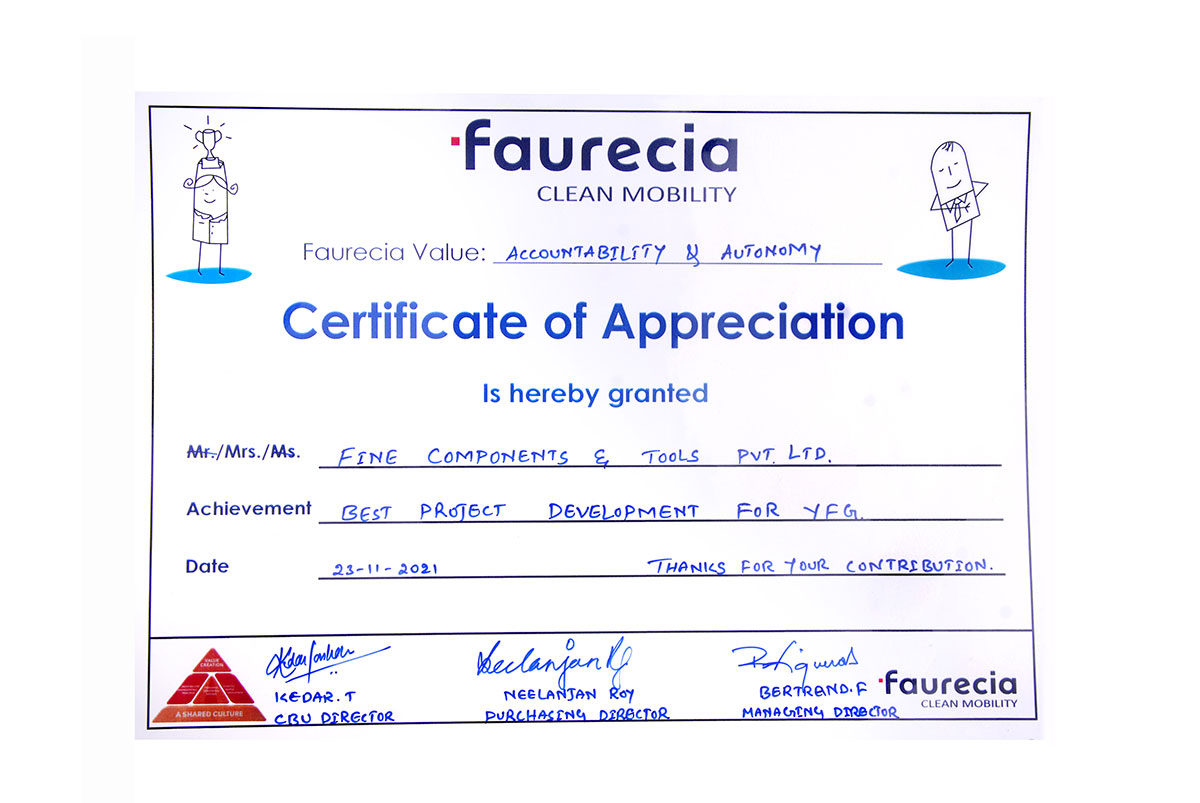 faurecia
CLEAN MOBILITY
Faurecia Value: ACCOUNTABILITY & AUTONOMY
Certificate of Appreciation
Is hereby granted
Mr./Mrs./Ms. FINE COMPONENTS & TOOLS PVT. LTD.
Achievement BEST PROJECT DEVELOPMENT FOR YFG.
Date 23-11-2021 THANKS FOR YOUR CONTRIBUTION.
VALUE CREATION
A SHARED CULTURE
KEDAR.T
CBU DIRECTOR
Neelanjan Roy
NEELANJAN ROY
PURCHASING DIRECTOR
BERTRAND.F
MANAGING DIRECTOR
faurecia
CLEAN MOBILITY